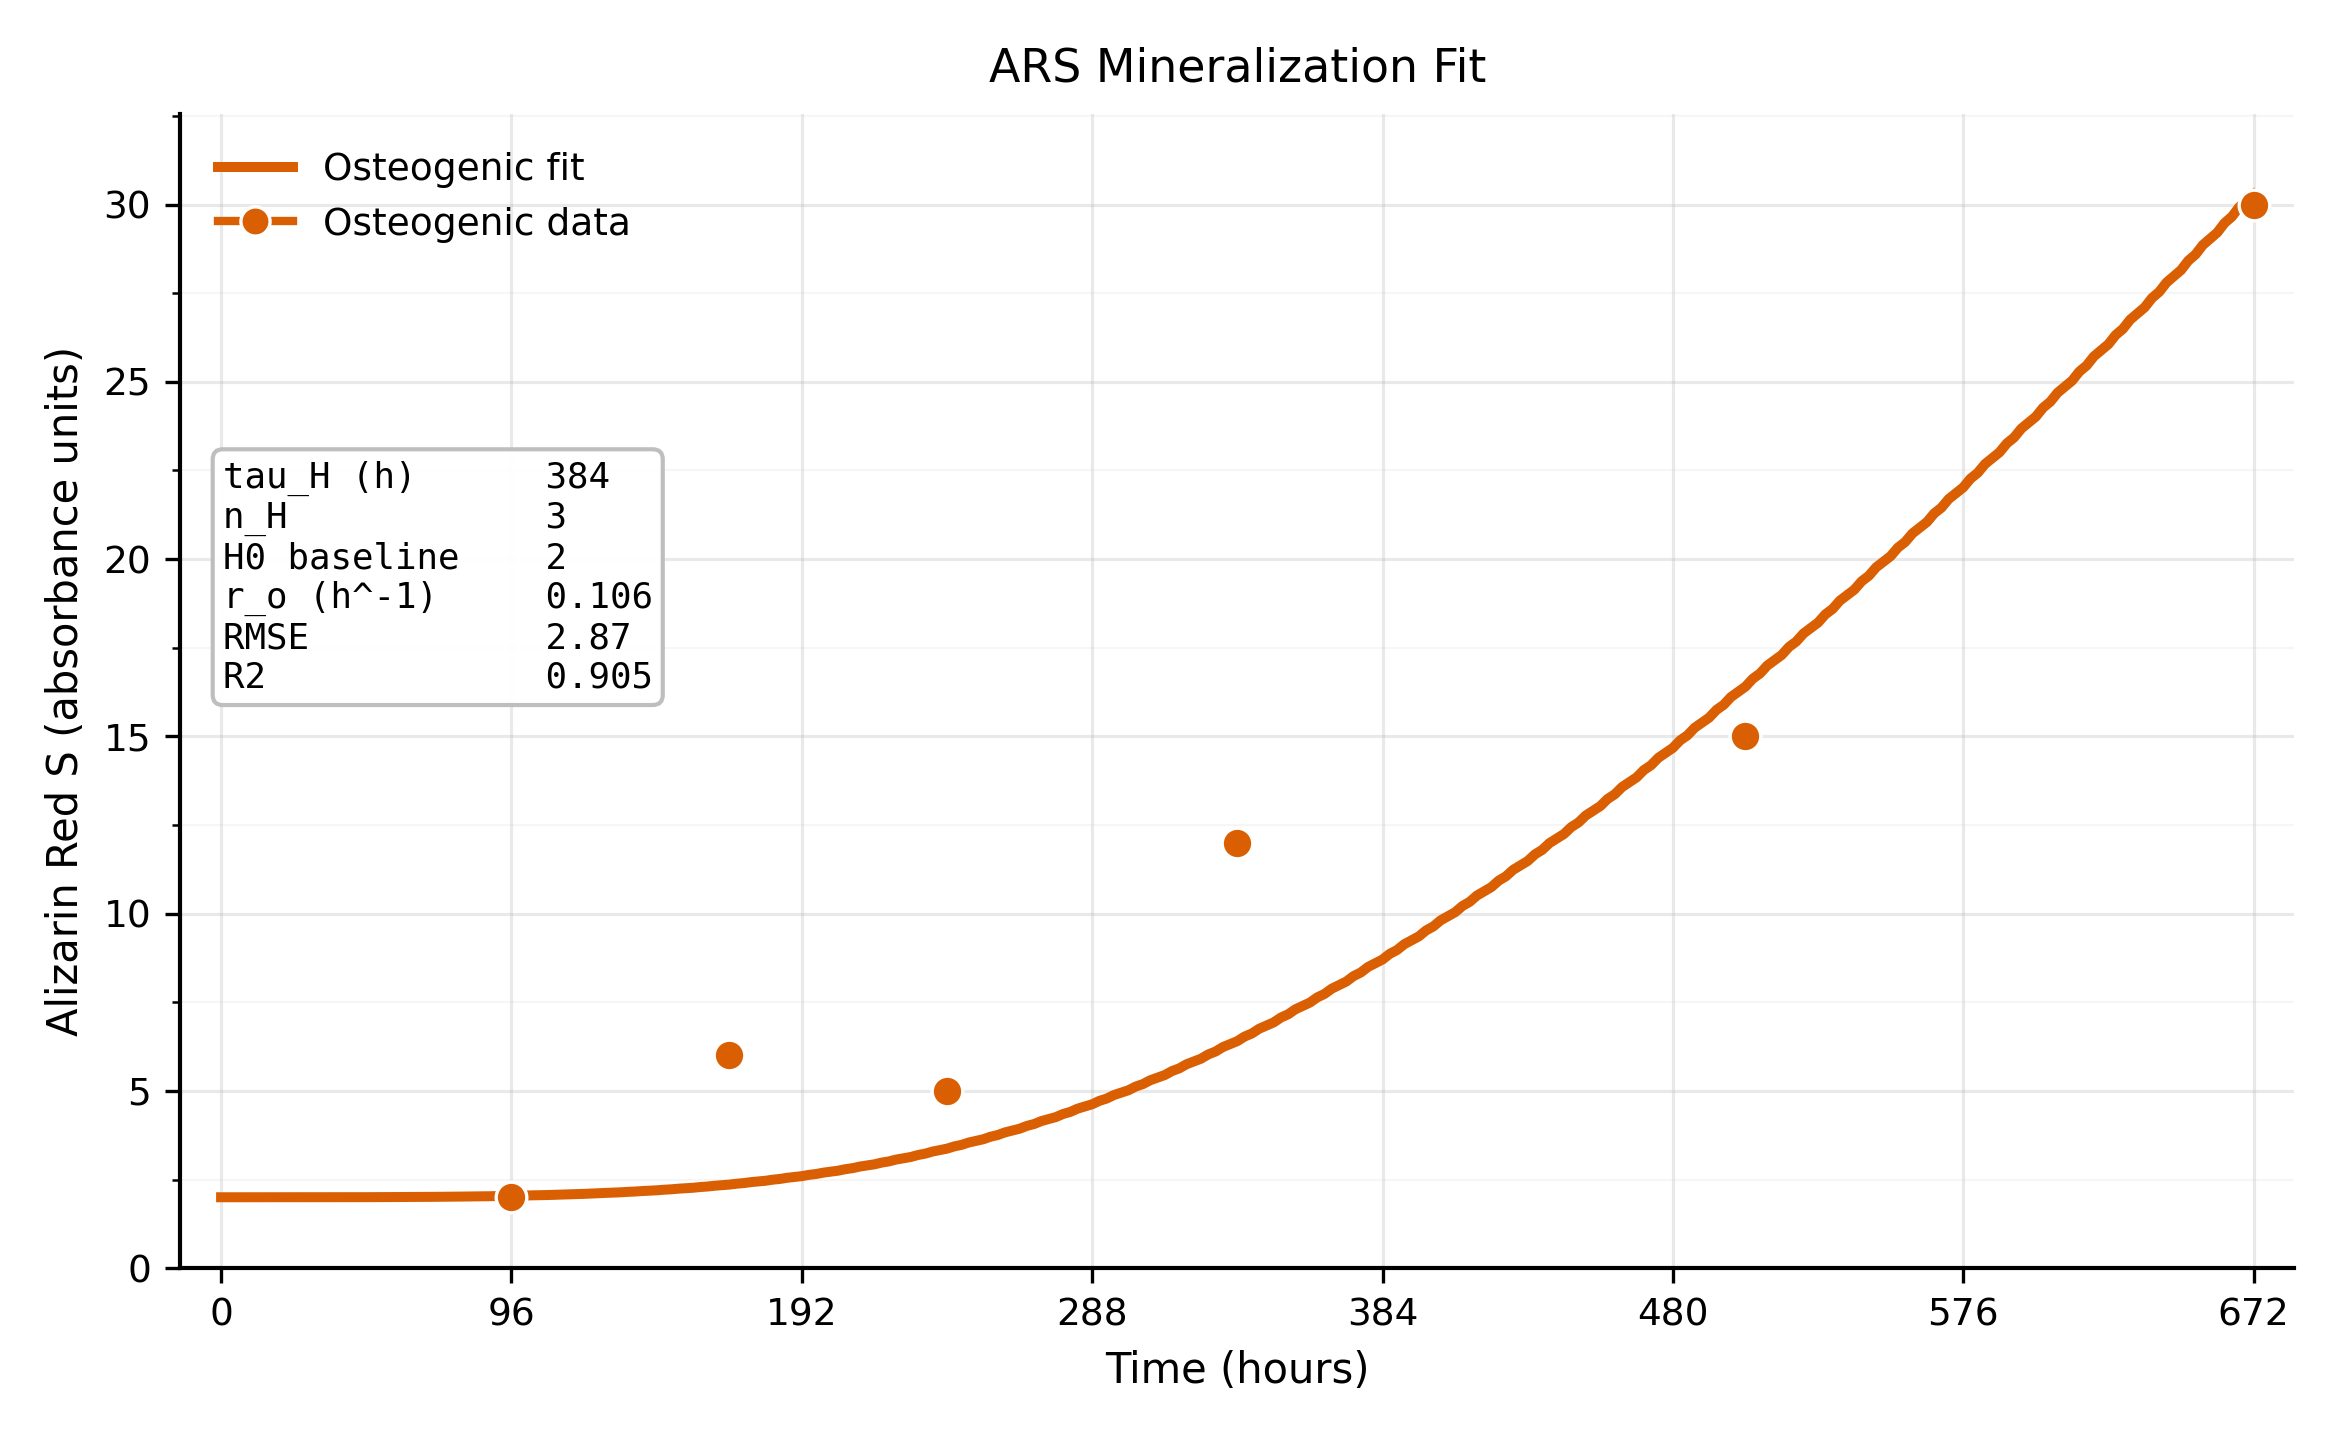 ARS Mineralization Fit
Osteogenic fit
Osteogenic data
30
25
20
15
10
5
0
Alizarin Red S (absorbance units)
tau_H (h) 384
n_H 3
H0 baseline 2
r_o (h^-1) 0.106
RMSE 2.87
R2 0.905
0 96 192 288 384 480 576 672
Time (hours)